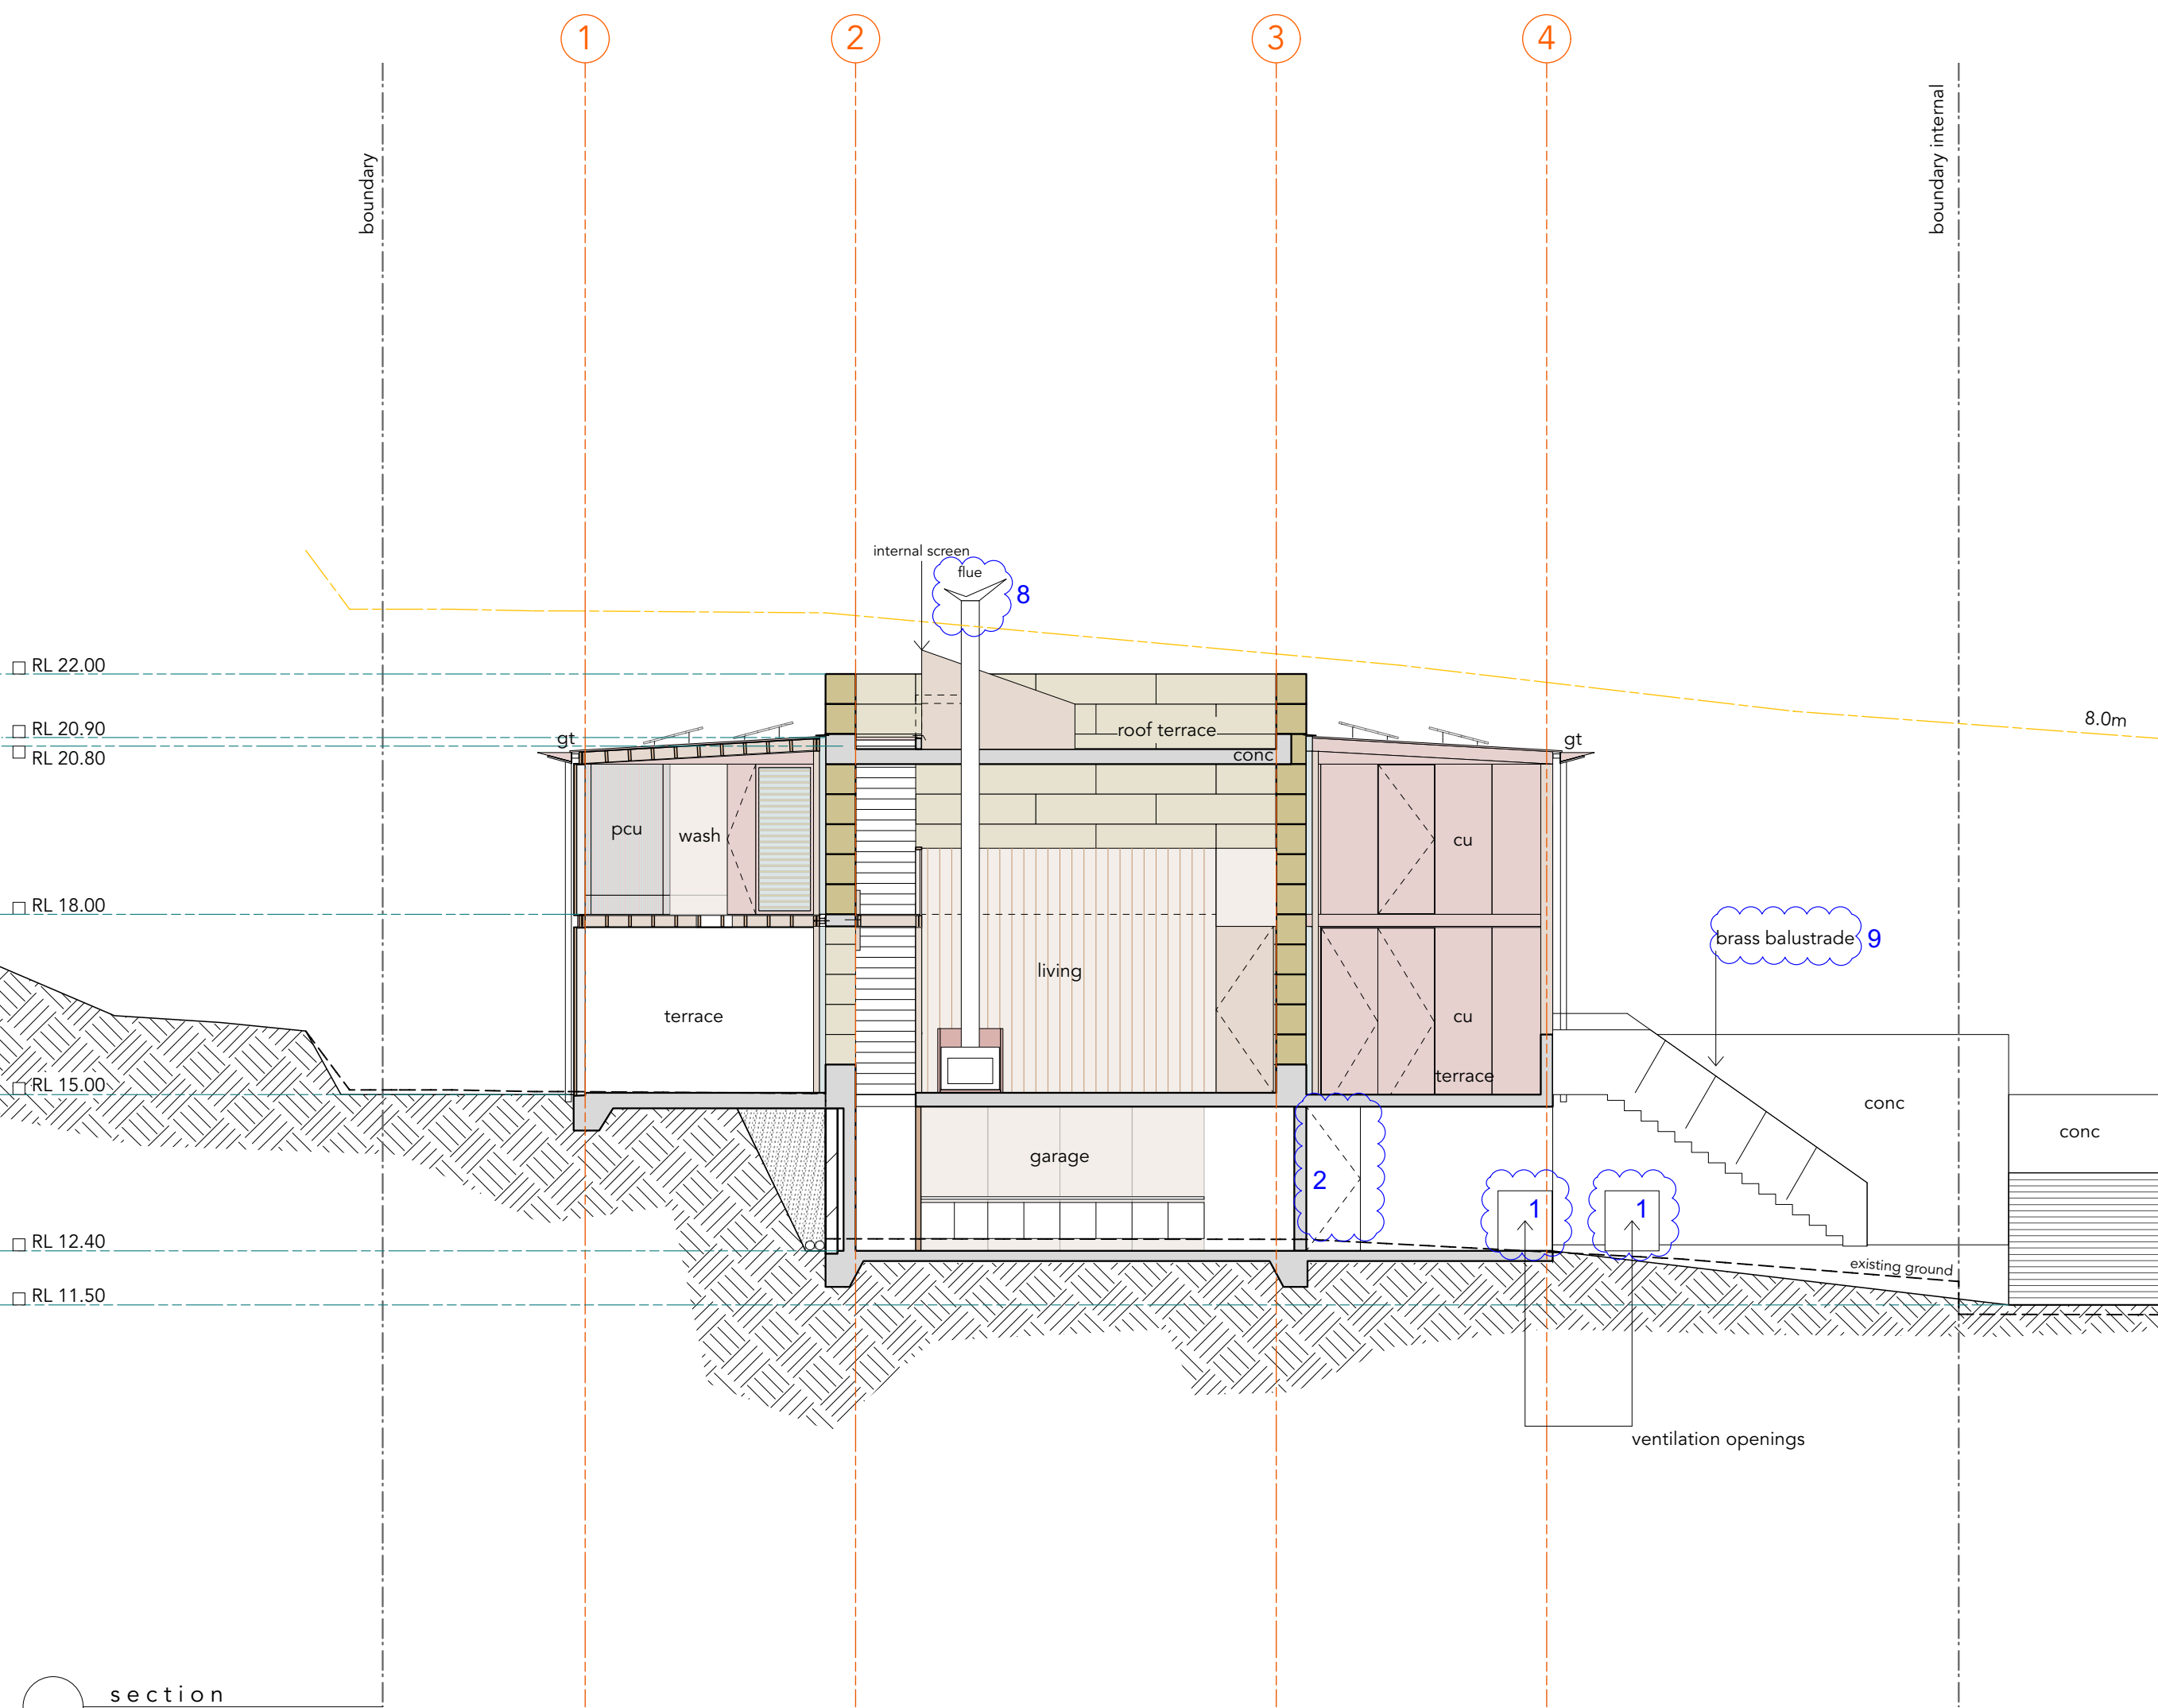 1
2
3
4
boundary
boundary internal
internal screen
flue
8
RL 22.00
RL 20.90
RL 20.80
8.0m
gt
roof terrace
gt
conc
pcu
wash
cu
RL 18.00
brass balustrade
9
living
terrace
cu
terrace
RL 15.00
conc
conc
garage
2
1
1
RL 12.40
existing ground
RL 11.50
ventilation openings
section